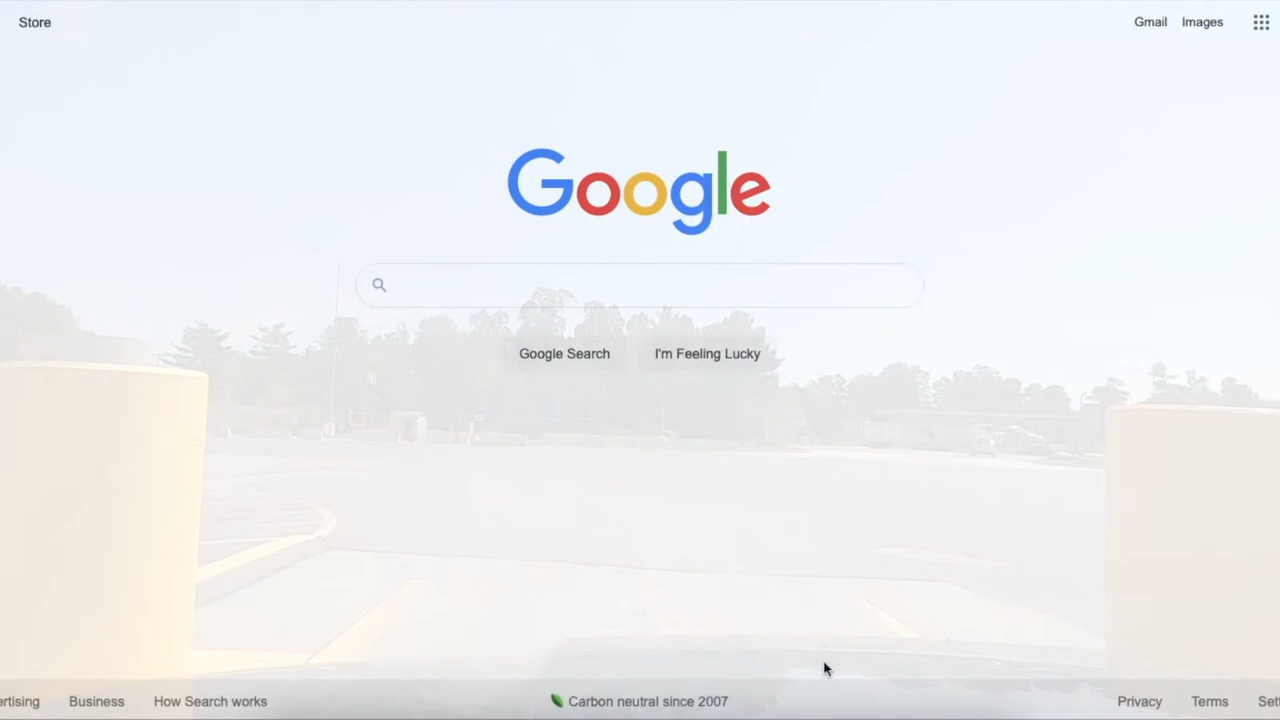 Store
Gmail Images
Google
Google Search I'm Feeling Lucky
ertising Business How Search works
Carbon neutral since 2007
Privacy Terms Set